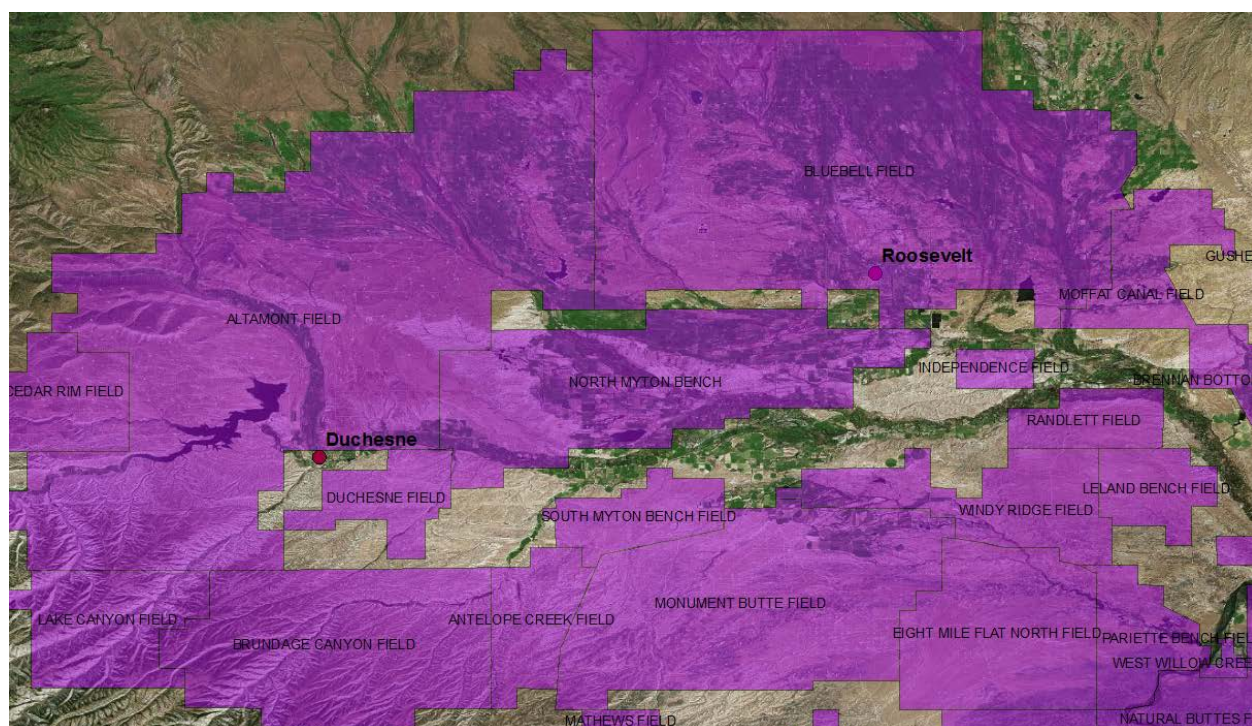 BLUEBELL FIELD
Roosevelt
GUSHE
MOFFAT CANAL FIELD
ALTAMONT FIELD
INDEPENDENCE FIELD
NORTH MYTON BENCH
BRENNAN BOTTO
CEDAR RIM FIELD
RANDLETT FIELD
Duchesne
LELAND BENCH FIELD
DUCHESNE FIELD
WINDY RIDGE FIELD
SOUTH MYTON BENCH FIELD
MONUMENT BUTTE FIELD
LAKE CANYON FIELD
ANTELOPE CREEK FIELD
EIGHT MILE FLAT NORTH FIELD
PARIETTE BENCH FIEL
BRUNDAGE CANYON FIELD
WEST WILLOW CREE
MATHEWS FIELD
NATURAL BUTTES